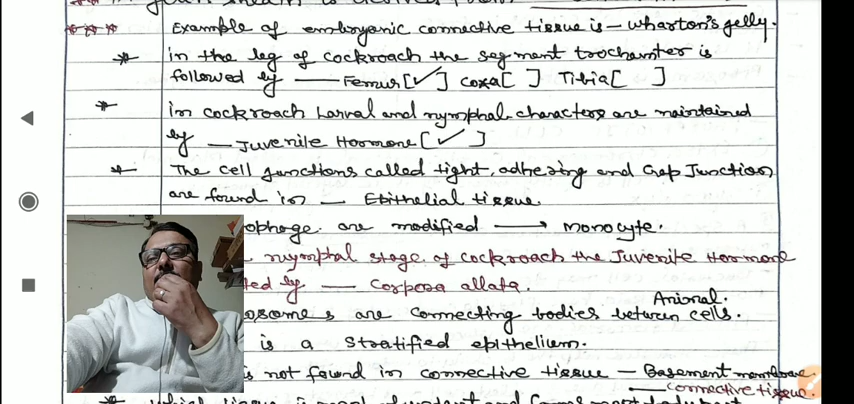 Example of embryonic connective tissue is – Wharton's gelly.
in the leg of cockroach the segment trochamter is
followed by —— Femur[✓] coxa[ ] Tibia[ ]
in cockroach Larval and nymphal characters are maintained
by — Juvenile Hormone[✓]
The cell functions called tight, adhesing and Gap Junction
are found in — Epithelial tissue.
ophage are modified → monocyte.
nymphal stage of cockroach the Juvenile Hormone
ted by — Corpora allata.
Animal.
osomes are connecting bodies between cells.
is a Stratified epithelium.
is not found in connective tissue – Basement membrane
connective tissue.